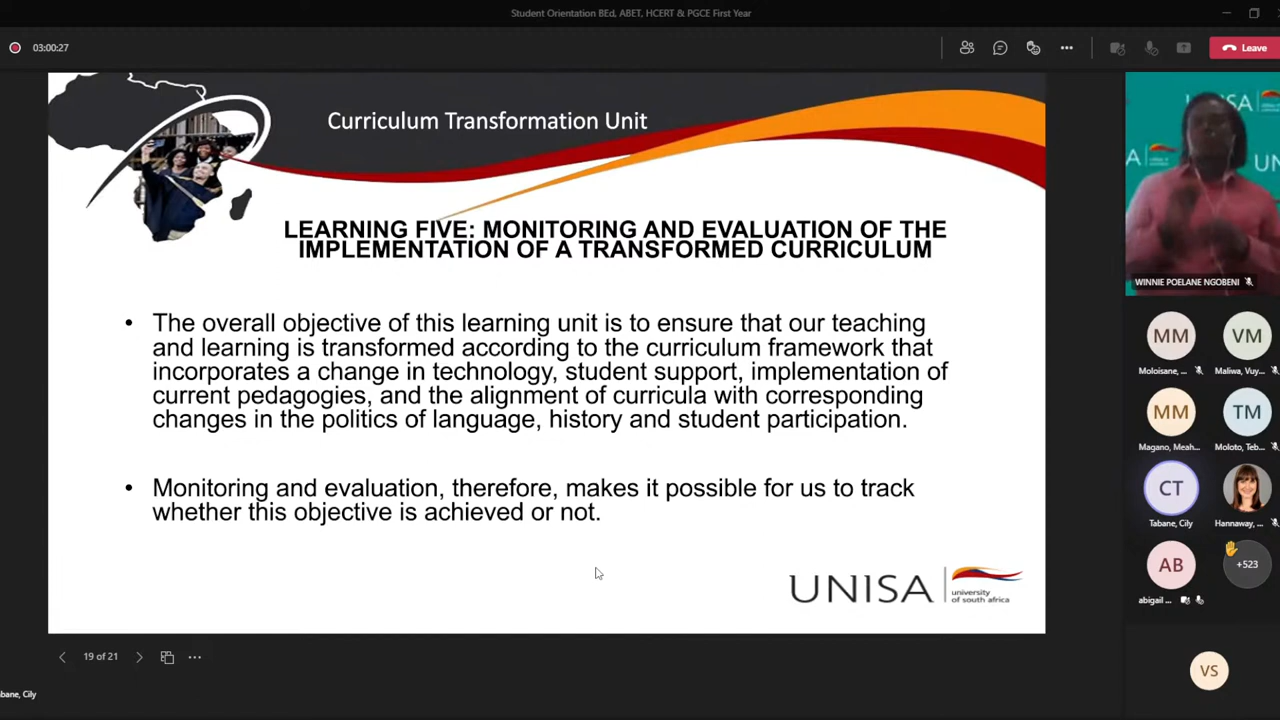 Student Orientation BEd, ABET, HCERT & PGCE First Year
03:00:27
Leave
Curriculum Transformation Unit
LEARNING FIVE: MONITORING AND EVALUATION OF THE
IMPLEMENTATION OF A TRANSFORMED CURRICULUM
• The overall objective of this learning unit is to ensure that our teaching
and learning is transformed according to the curriculum framework that
incorporates a change in technology, student support, implementation of
current pedagogies, and the alignment of curricula with corresponding
changes in the politics of language, history and student participation.
• Monitoring and evaluation, therefore, makes it possible for us to track
whether this objective is achieved or not.
UNISA
university
of south africa
19 of 21
bane, Cily
WINNIE POELANE NGOBENI
MM
VM
Moloisane, ...
Maliwa, Vuy...
MM
TM
Magano, Meah...
Moloto, Teb...
CT
Tabane, Cily
Hannaway, ...
AB
+523
abigail ...
VS